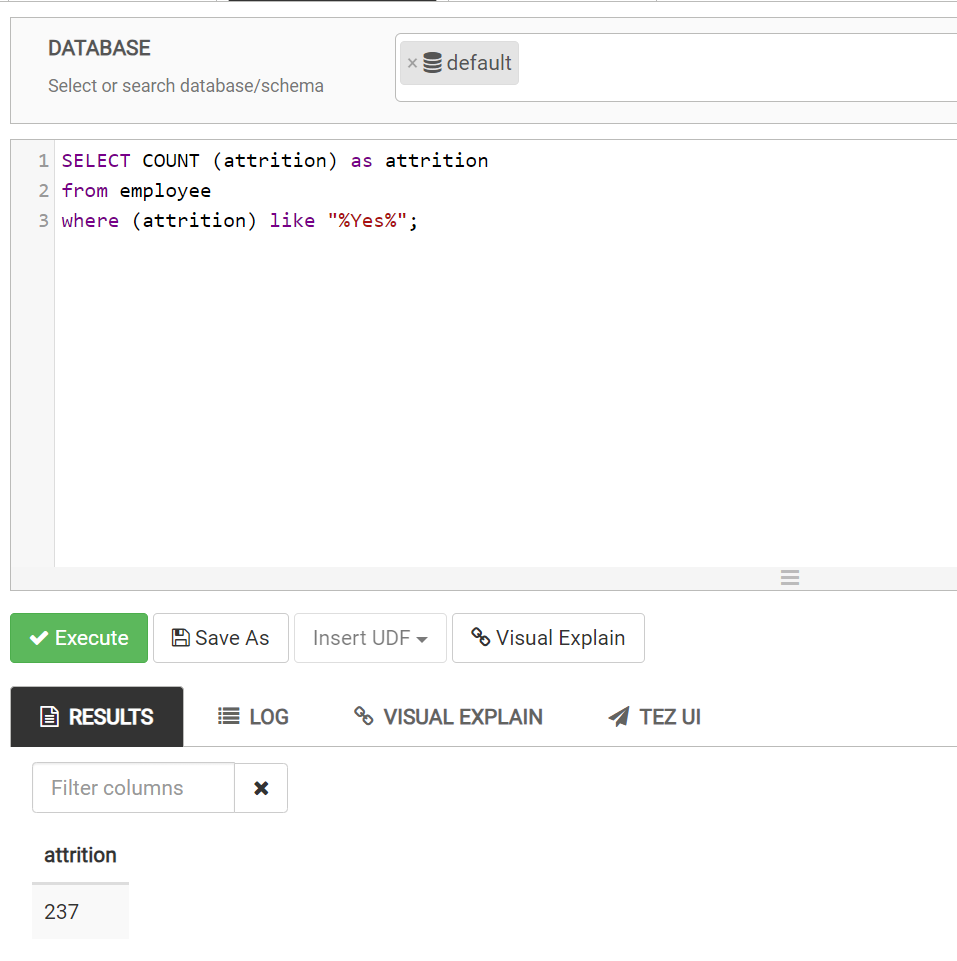 DATABASE
Select or search database/schema
× default
1 SELECT COUNT (attrition) as attrition
2 from employee
3 where (attrition) like "%Yes%";
Execute Save As Insert UDF Visual Explain
RESULTS LOG VISUAL EXPLAIN TEZ UI
Filter columns
attrition
237